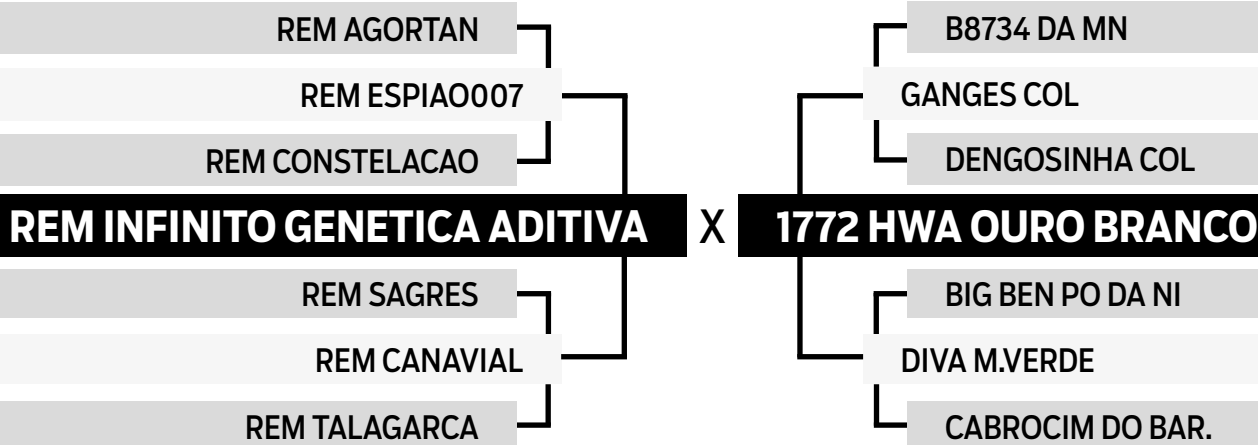 REM AGORTAN
REM ESPIAO007
REM CONSTELACAO
REM INFINITO GENETICA ADITIVA X 1772 HWA OURO BRANCO
REM SAGRES
REM CANAVIAL
REM TALAGARCA
B8734 DA MN
GANGES COL
DENGOSINHA COL
BIG BEN PO DA NI
DIVA M.VERDE
CABROCIM DO BAR.